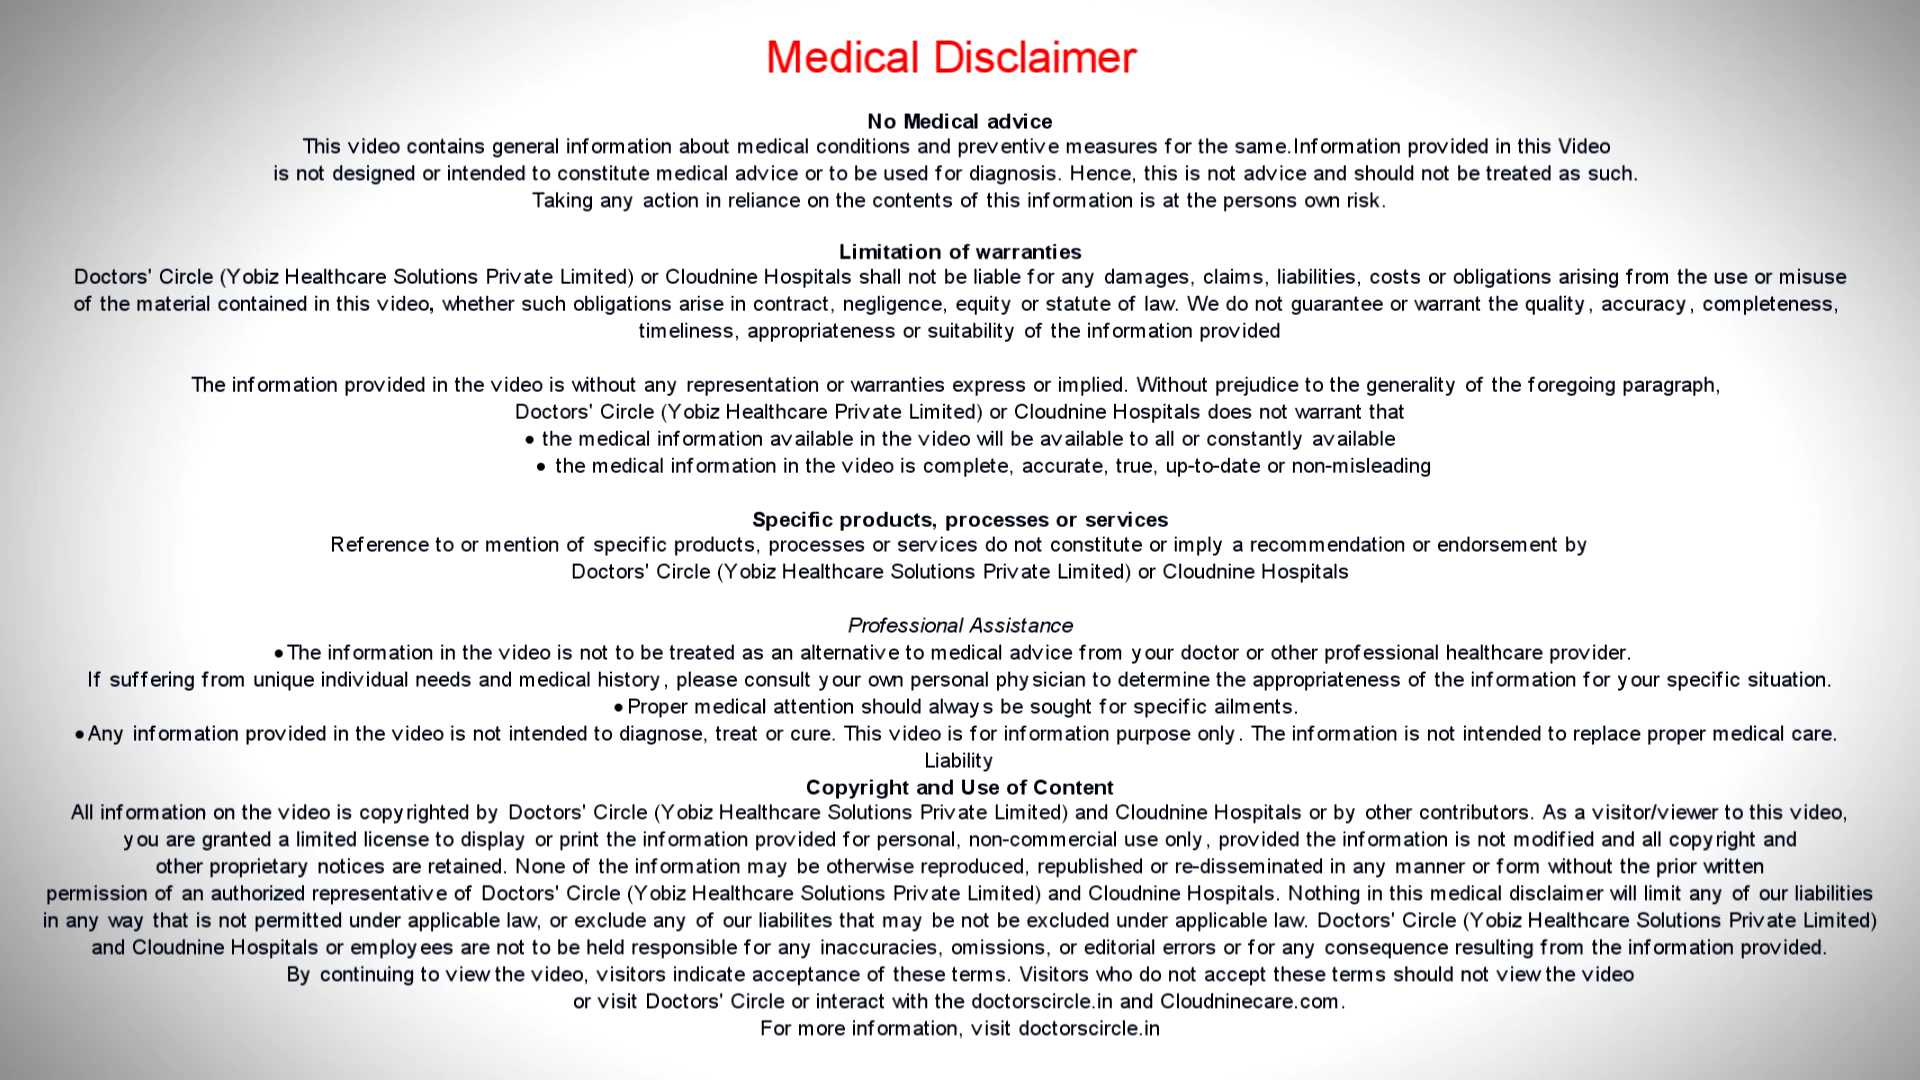 Medical Disclaimer
No Medical advice
This video contains general information about medical conditions and preventive measures for the same.Information provided in this Video
is not designed or intended to constitute medical advice or to be used for diagnosis. Hence, this is not advice and should not be treated as such.
Taking any action in reliance on the contents of this information is at the persons own risk.
Limitation of warranties
Doctors' Circle (Yobiz Healthcare Solutions Private Limited) or Cloudnine Hospitals shall not be liable for any damages, claims, liabilities, costs or obligations arising from the use or misuse
of the material contained in this video, whether such obligations arise in contract, negligence, equity or statute of law. We do not guarantee or warrant the quality, accuracy, completeness,
timeliness, appropriateness or suitability of the information provided
The information provided in the video is without any representation or warranties express or implied. Without prejudice to the generality of the foregoing paragraph,
Doctors' Circle (Yobiz Healthcare Private Limited) or Cloudnine Hospitals does not warrant that
• the medical information available in the video will be available to all or constantly available
• the medical information in the video is complete, accurate, true, up-to-date or non-misleading
Specific products, processes or services
Reference to or mention of specific products, processes or services do not constitute or imply a recommendation or endorsement by
Doctors' Circle (Yobiz Healthcare Solutions Private Limited) or Cloudnine Hospitals
Professional Assistance
•The information in the video is not to be treated as an alternative to medical advice from your doctor or other professional healthcare provider.
If suffering from unique individual needs and medical history, please consult your own personal physician to determine the appropriateness of the information for your specific situation.
•Proper medical attention should always be sought for specific ailments.
•Any information provided in the video is not intended to diagnose, treat or cure. This video is for information purpose only. The information is not intended to replace proper medical care.
Liability
Copyright and Use of Content
All information on the video is copyrighted by Doctors' Circle (Yobiz Healthcare Solutions Private Limited) and Cloudnine Hospitals or by other contributors. As a visitor/viewer to this video,
you are granted a limited license to display or print the information provided for personal, non-commercial use only, provided the information is not modified and all copyright and
other proprietary notices are retained. None of the information may be otherwise reproduced, republished or re-disseminated in any manner or form without the prior written
permission of an authorized representative of Doctors' Circle (Yobiz Healthcare Solutions Private Limited) and Cloudnine Hospitals. Nothing in this medical disclaimer will limit any of our liabilities
in any way that is not permitted under applicable law, or exclude any of our liabilites that may be not be excluded under applicable law. Doctors' Circle (Yobiz Healthcare Solutions Private Limited)
and Cloudnine Hospitals or employees are not to be held responsible for any inaccuracies, omissions, or editorial errors or for any consequence resulting from the information provided.
By continuing to view the video, visitors indicate acceptance of these terms. Visitors who do not accept these terms should not view the video
or visit Doctors' Circle or interact with the doctorscircle.in and Cloudninecare.com.
For more information, visit doctorscircle.in